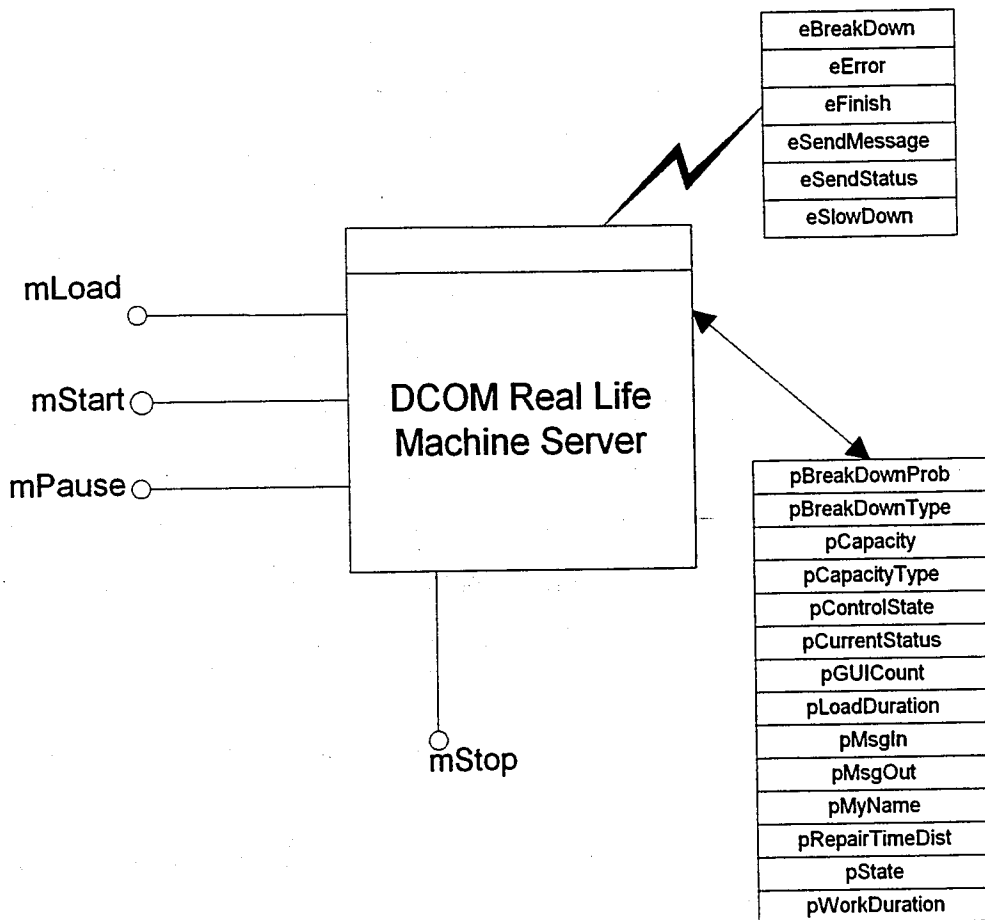 eBreakDown
eError
eFinish
eSendMessage
eSendStatus
eSlowDown
mLoad
mStart
mPause
DCOM Real Life
Machine Server
mStop
pBreakDownProb
pBreakDownType
pCapacity
pCapacityType
pControlState
pCurrentStatus
pGUICount
pLoadDuration
pMsgIn
pMsgOut
pMyName
pRepairTimeDist
pState
pWorkDuration